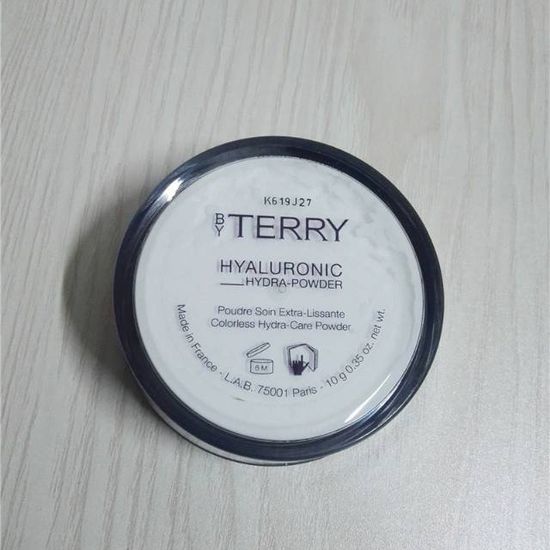 K619J27
BY TERRY
HYALURONIC
HYDRA-POWDER
Poudre Soin Extra-Lissante
Colorless Hydra-Care Powder
6 M
Made in France - L.A.B. 75001 Paris - 10 g 0.35 oz. net wt.